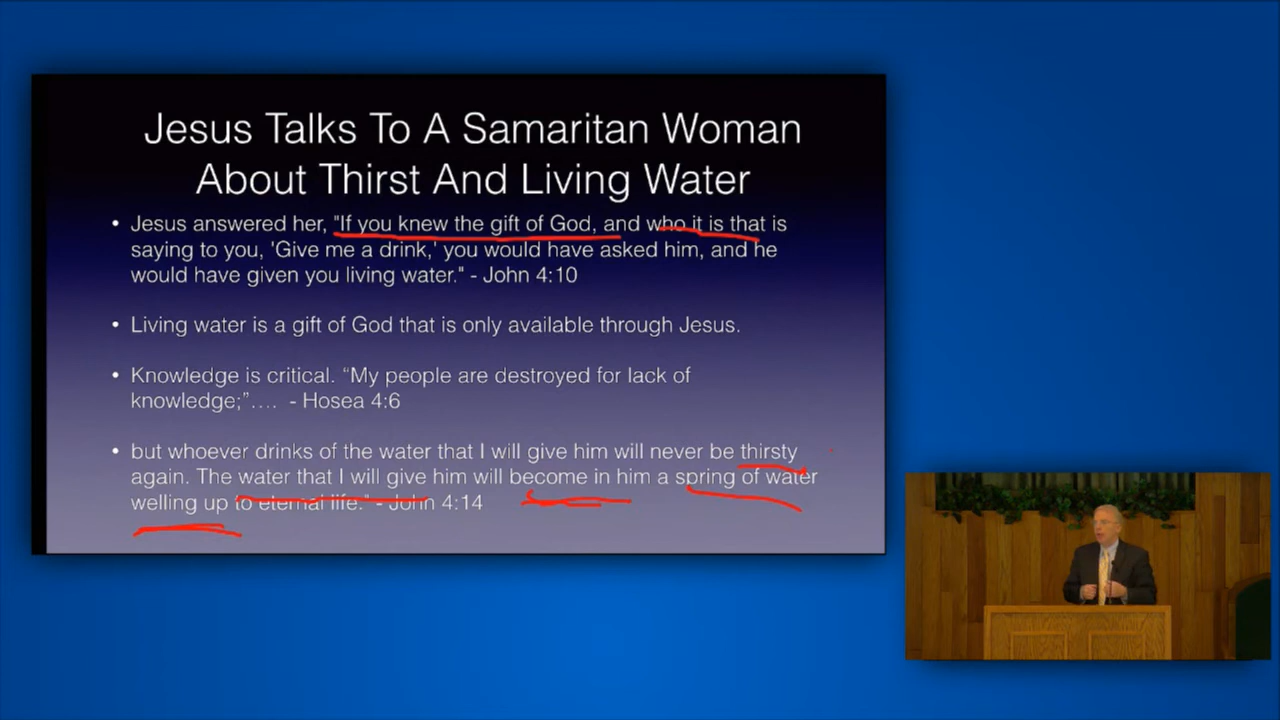 Jesus Talks To A Samaritan Woman
About Thirst And Living Water
• Jesus answered her, "If you knew the gift of God, and who it is that is
saying to you, 'Give me a drink,' you would have asked him, and he
would have given you living water." - John 4:10
• Living water is a gift of God that is only available through Jesus.
• Knowledge is critical. “My people are destroyed for lack of
knowledge;”…. - Hosea 4:6
• but whoever drinks of the water that I will give him will never be thirsty
again. The water that I will give him will become in him a spring of water
welling up to eternal life." - John 4:14